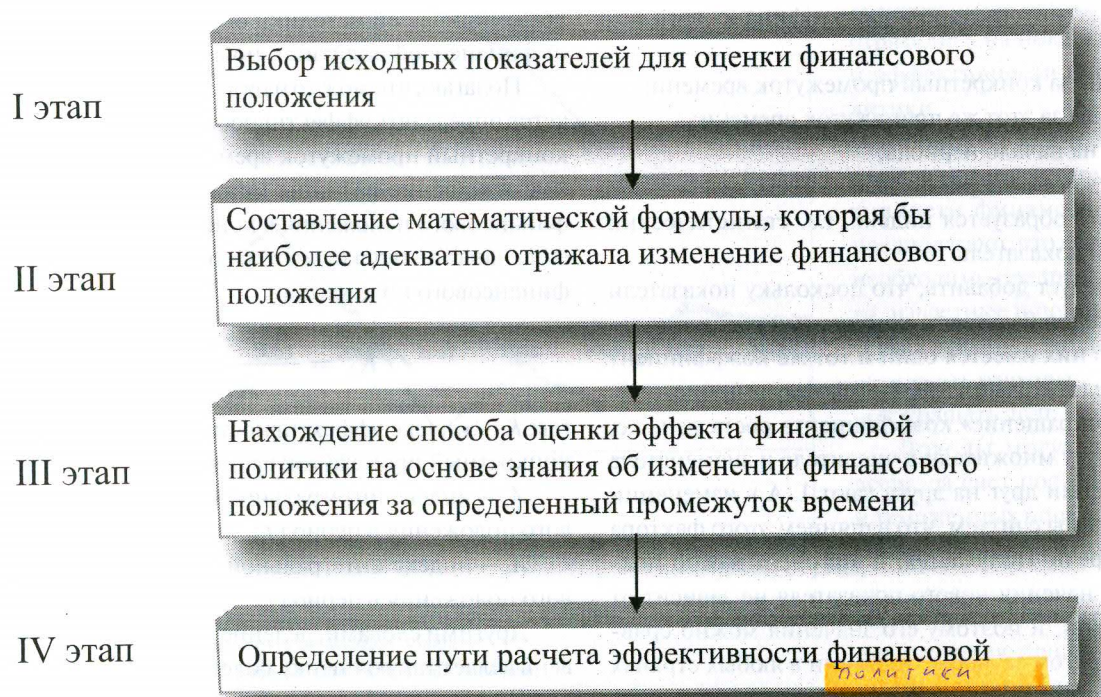 Выбор исходных показателей для оценки финансового
положения
I этап
Составление математической формулы, которая бы
наиболее адекватно отражала изменение финансового
положения
II этап
Нахождение способа оценки эффекта финансовой
политики на основе знания об изменении финансового
положения за определенный промежуток времени
III этап
IV этап
Определение пути расчета эффективности финансовой
политики